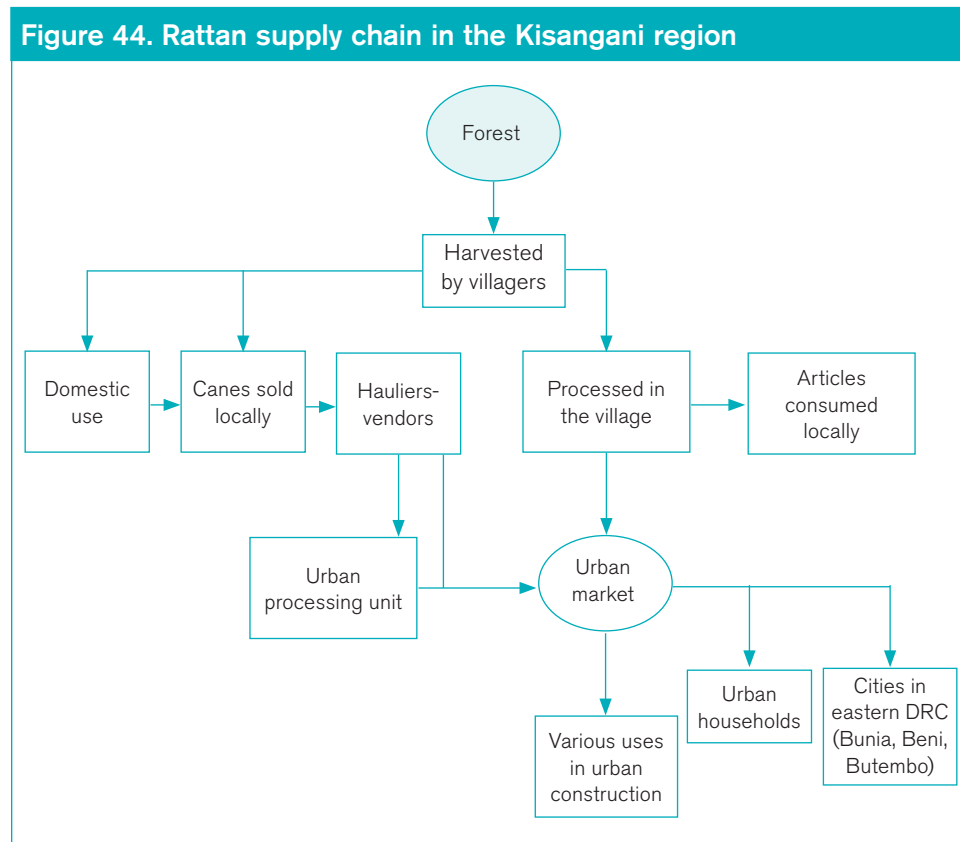 Figure 44. Rattan supply chain in the Kisangani region
Forest
Harvested
by villagers
Domestic
use
Canes sold
locally
Hauliers-
vendors
Processed in
the village
Articles
consumed
locally
Urban
processing unit
Urban
market
Various uses
in urban
construction
Urban
households
Cities in
eastern DRC
(Bunia, Beni,
Butembo)